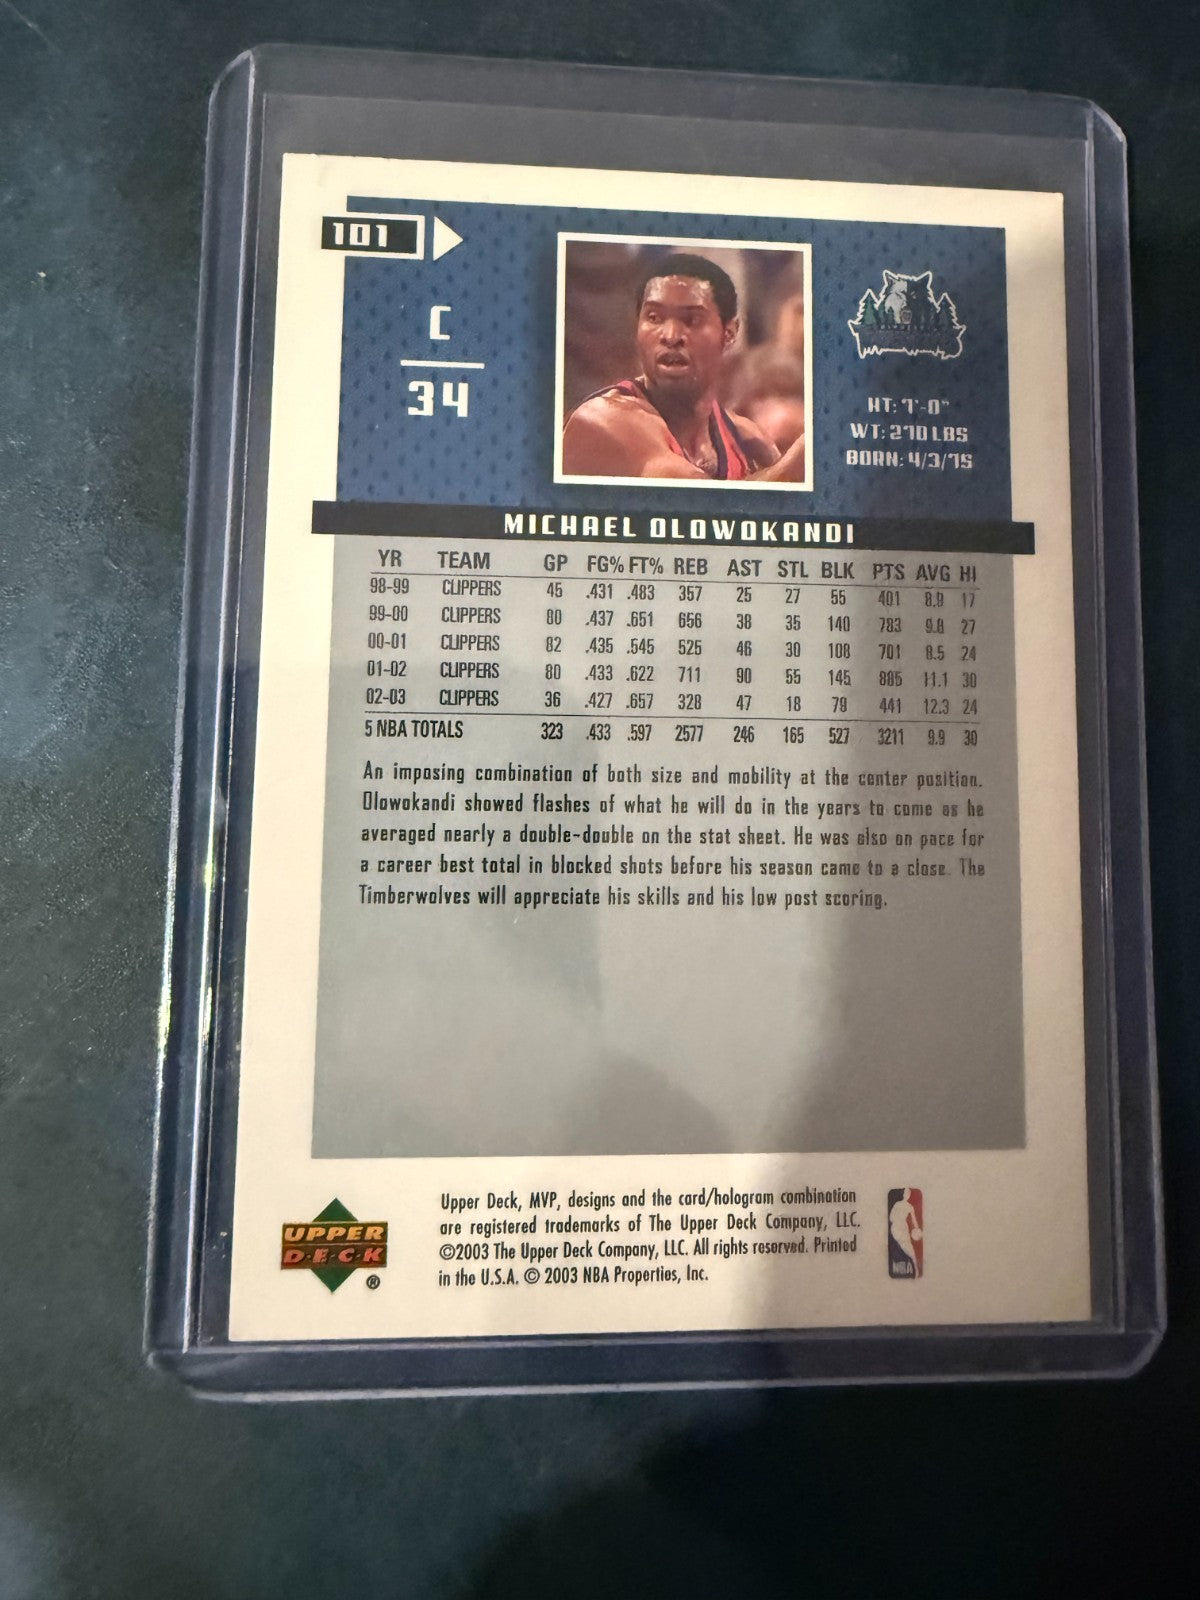 101
C
34
HT: 7'-0"
WT: 270 LBS
BORN: 4/3/75
MICHAEL OLOWOKANDI
YR TEAM GP FG% FT% REB AST STL BLK PTS AVG HI
98-99 CLIPPERS 45 .431 .483 357 25 27 55 401 8.9 17
99-00 CLIPPERS 80 .437 .651 656 38 35 140 783 9.8 27
00-01 CLIPPERS 82 .435 .545 525 46 30 108 701 8.5 24
01-02 CLIPPERS 80 .433 .622 711 90 55 145 885 11.1 30
02-03 CLIPPERS 36 .427 .657 328 47 18 79 441 12.3 24
5 NBA TOTALS 323 .433 .597 2577 246 165 527 3211 9.9 30
An imposing combination of both size and mobility at the center position.
Olowokandi showed flashes of what he will do in the years to come as he
averaged nearly a double-double on the stat sheet. He was also on pace for
a career best total in blocked shots before his season came to a close. The
Timberwolves will appreciate his skills and his low post scoring.
UPPER
D·E·C·K
®
Upper Deck, MVP, designs and the card/hologram combination
are registered trademarks of The Upper Deck Company, LLC.
©2003 The Upper Deck Company, LLC. All rights reserved. Printed
in the U.S.A. © 2003 NBA Properties, Inc.
NBA